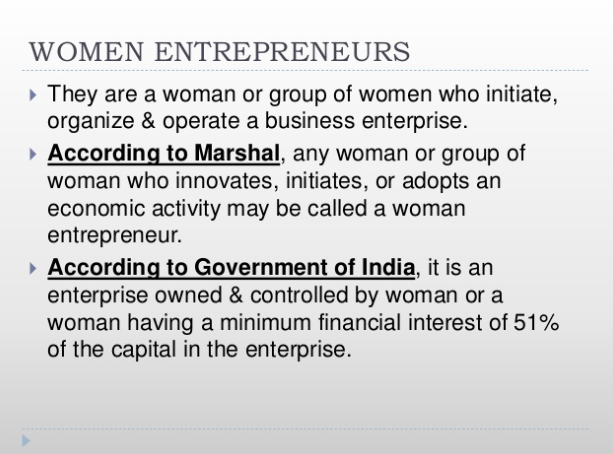 WOMEN ENTREPRENEURS
They are a woman or group of women who initiate,
organize & operate a business enterprise.
According to Marshal, any woman or group of
woman who innovates, initiates, or adopts an
economic activity may be called a woman
entrepreneur.
According to Government of India, it is an
enterprise owned & controlled by woman or a
woman having a minimum financial interest of 51%
of the capital in the enterprise.